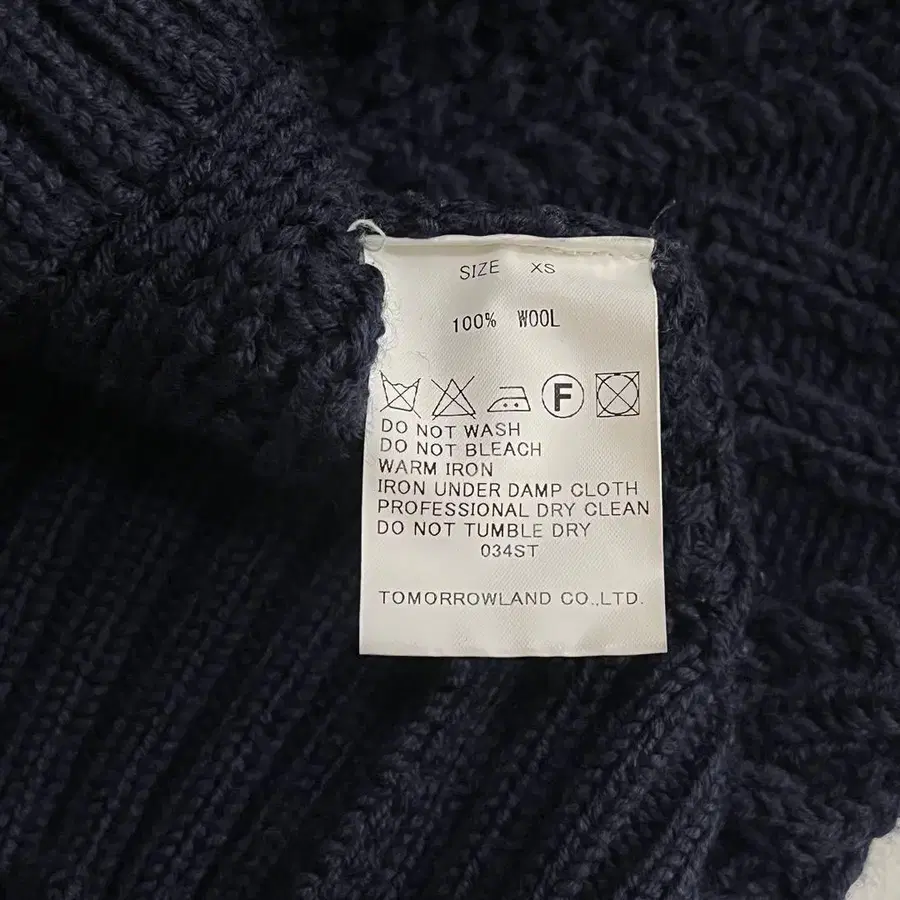 SIZE XS
100% WOOL
F
DO NOT WASH
DO NOT BLEACH
WARM IRON
IRON UNDER DAMP CLOTH
PROFESSIONAL DRY CLEAN
DO NOT TUMBLE DRY
034ST
TOMORROWLAND CO.,LTD.